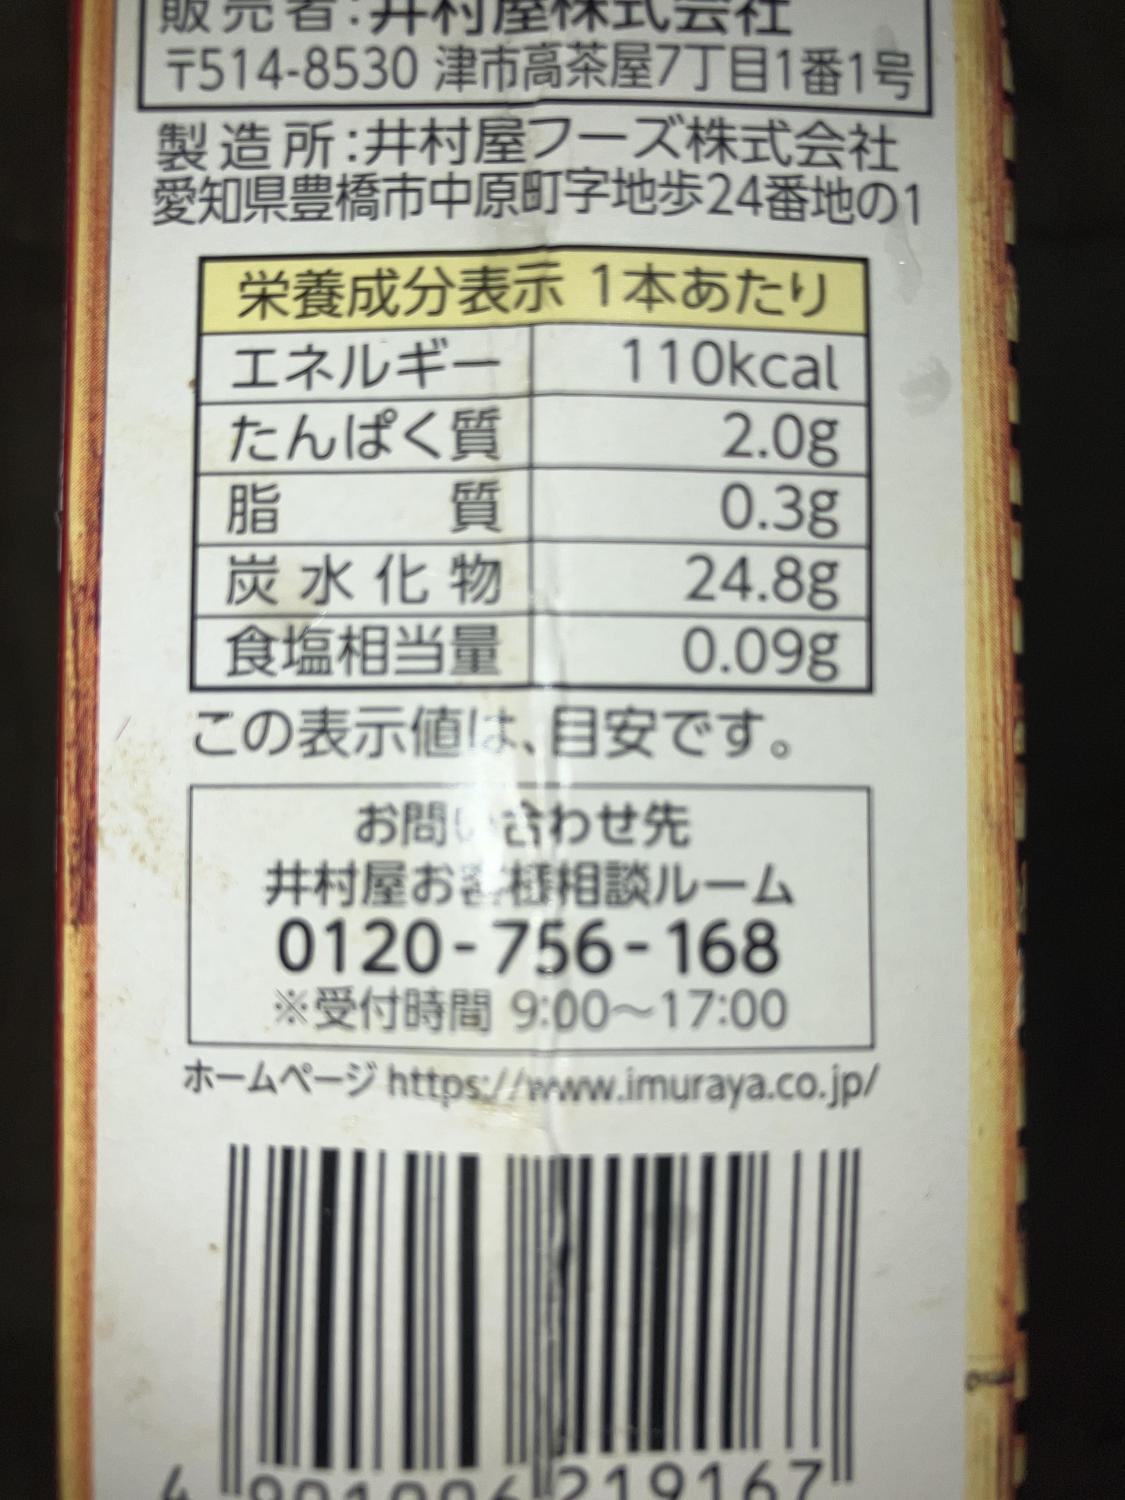 販売者:井村屋株式会社
〒514-8530 津市高茶屋7丁目1番1号
製造所:井村屋フーズ株式会社
愛知県豊橋市中原町字地歩24番地の1
栄養成分表示 1本あたり
エネルギー 110kcal
たんぱく質 2.0g
脂質 0.3g
炭水化物 24.8g
食塩相当量 0.09g
この表示値は、目安です。
お問い合わせ先
井村屋お客様相談ルーム
0120-756-168
※受付時間 9:00〜17:00
ホームページ https://www.imuraya.co.jp/
4 901006 219167